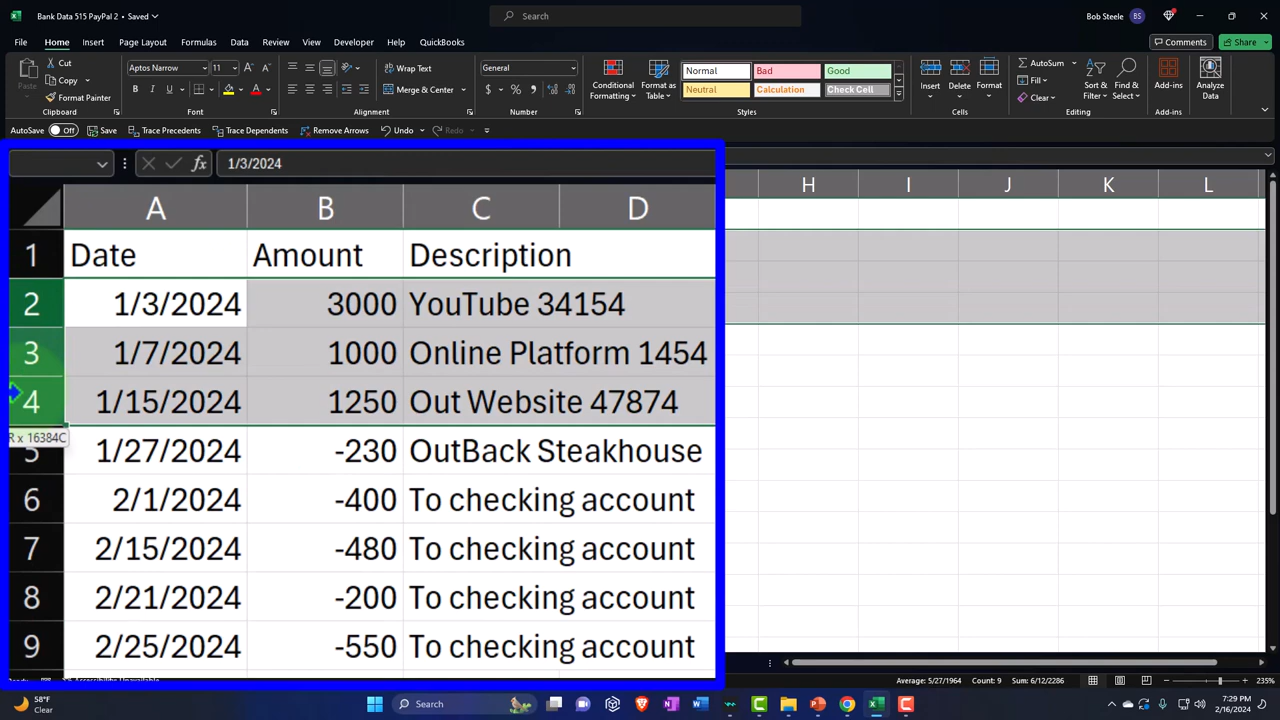 Bank Data 515 PayPal 2 • Saved
Search
Bob Steele BS
File Home Insert Page Layout Formulas Data Review View Developer Automate Help QuickBooks
Comments Share
Paste Cut
Copy
Format Painter
Clipboard
Aptos Narrow 11
Font
Wrap Text
Merge & Center
Alignment
General
Number
Conditional Formatting
Format as Table
Normal Bad Good
Neutral Calculation Check Cell
Styles
Insert Delete Format
Cells
AutoSum
Fill
Clear
Sort & Filter
Find & Select
Editing
Add-ins
Add-ins
Analyze Data
AutoSave Off Save Trace Precedents Trace Dependents Remove Arrows Undo Redo
fx 1/3/2024
A B C D H I J K L
1 Date Amount Description
2 1/3/2024 3000 YouTube 34154
3 1/7/2024 1000 Online Platform 1454
4 1/15/2024 1250 Out Website 47874
R x 16384C
5 1/27/2024 -230 OutBack Steakhouse
6 2/1/2024 -400 To checking account
7 2/15/2024 -480 To checking account
8 2/21/2024 -200 To checking account
9 2/25/2024 -550 To checking account
Average: 5/27/1964 Count: 9 Sum: 6/12/2286 235%
58°F
Clear
Search
7:29 PM
2/16/2024